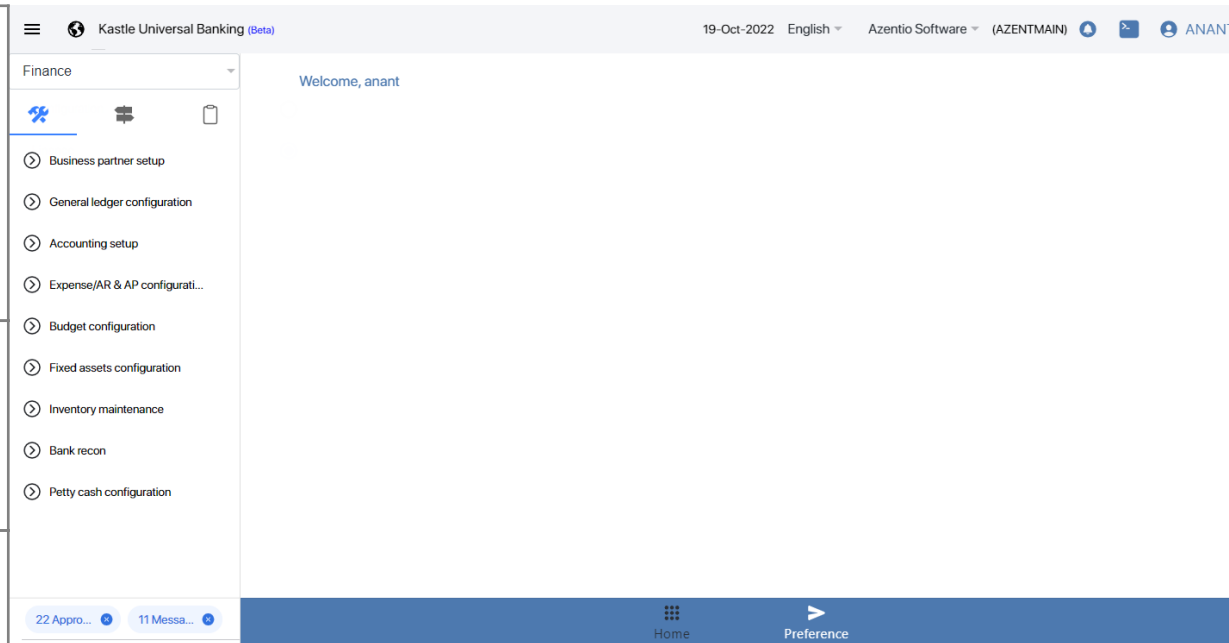 Kastle Universal Banking (Beta)
19-Oct-2022 English Azentio Software (AZENTMAIN) ANANT
Finance
Welcome, anant
Business partner setup
General ledger configuration
Accounting setup
Expense/AR & AP configurati...
Budget configuration
Fixed assets configuration
Inventory maintenance
Bank recon
Petty cash configuration
22 Appro... 11 Messa...
Home Preference